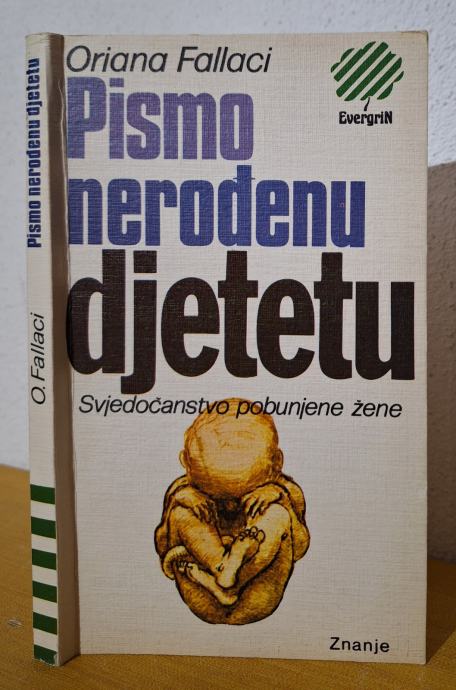 Oriana Fallaci
EvergriN
Pismo
nerođenu
djetetu
Svjedočanstvo pobunjene žene
Znanje
Pismo nerođenu djetetu
O. Fallaci